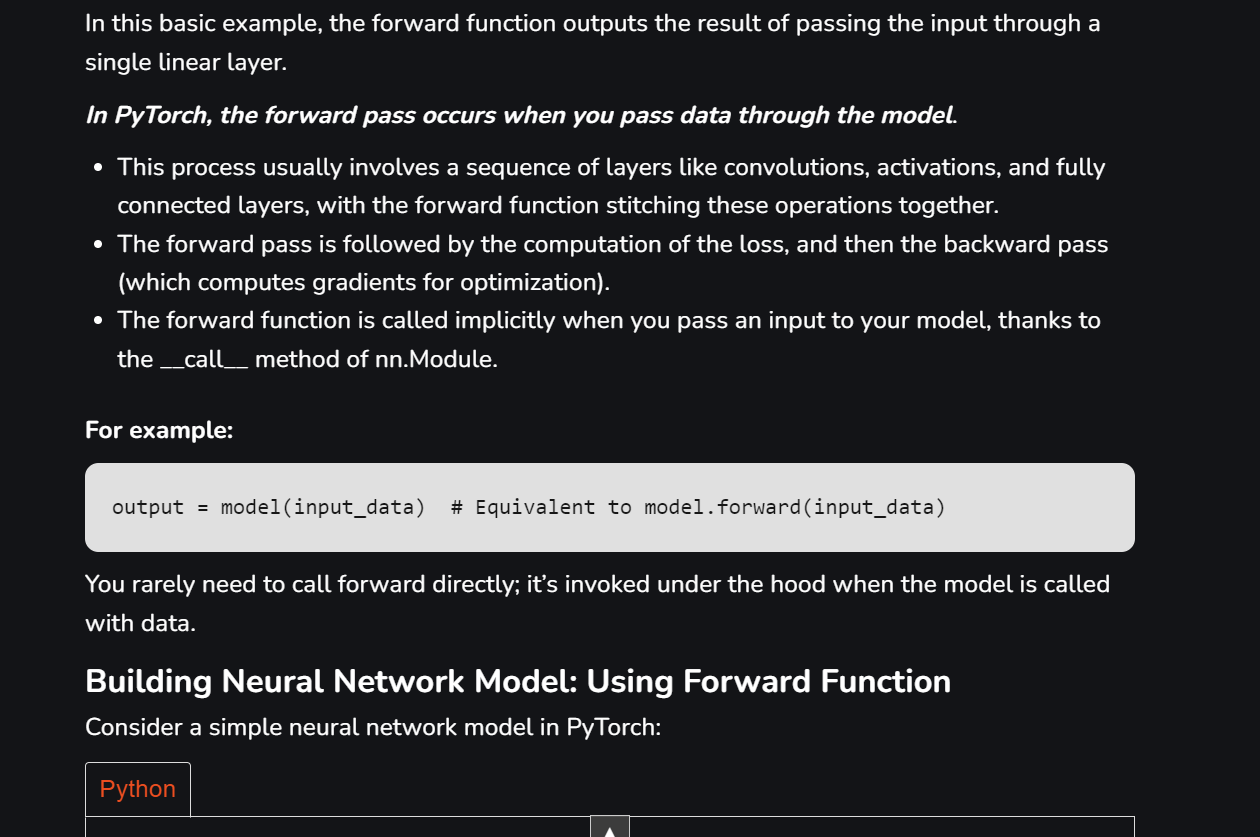 In this basic example, the forward function outputs the result of passing the input through a
single linear layer.
In PyTorch, the forward pass occurs when you pass data through the model.
• This process usually involves a sequence of layers like convolutions, activations, and fully
connected layers, with the forward function stitching these operations together.
• The forward pass is followed by the computation of the loss, and then the backward pass
(which computes gradients for optimization).
• The forward function is called implicitly when you pass an input to your model, thanks to
the __call__ method of nn.Module.
For example:
output = model(input_data)  # Equivalent to model.forward(input_data)
You rarely need to call forward directly; it’s invoked under the hood when the model is called
with data.
Building Neural Network Model: Using Forward Function
Consider a simple neural network model in PyTorch:
Python